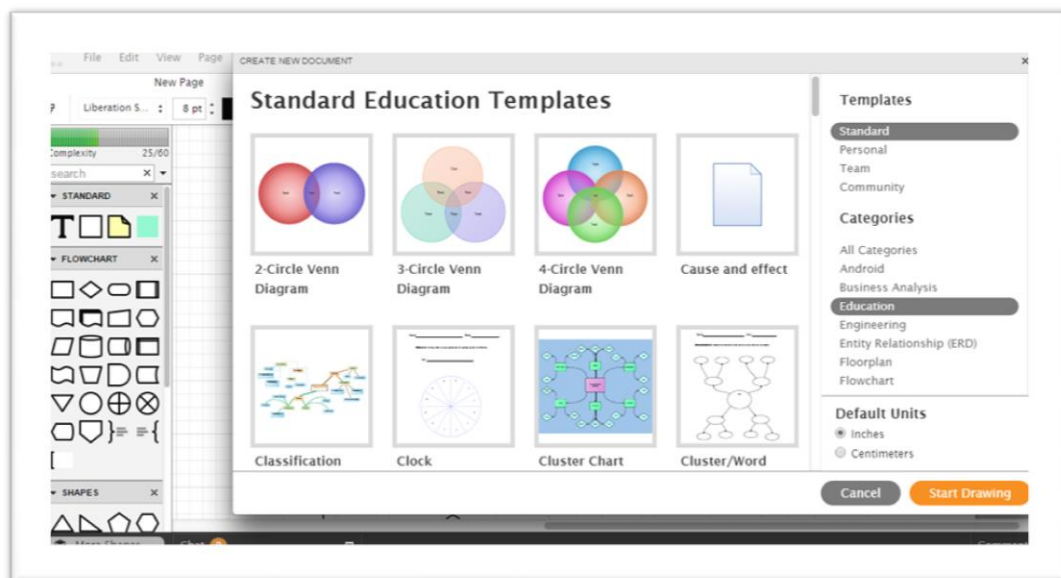 File Edit View Page
CREATE NEW DOCUMENT
×
New Page
Liberation S...
8 pt
Complexity
25/60
search
×
STANDARD
×
T
FLOWCHART
×
SHAPES
×
More Shapes
Chat
Standard Education Templates
2-Circle Venn
Diagram
3-Circle Venn
Diagram
4-Circle Venn
Diagram
Cause and effect
Classification
Clock
Cluster Chart
Cluster/Word
Templates
Standard
Personal
Team
Community
Categories
All Categories
Android
Business Analysis
Education
Engineering
Entity Relationship (ERD)
Floorplan
Flowchart
Default Units
Inches
Centimeters
Cancel
Start Drawing